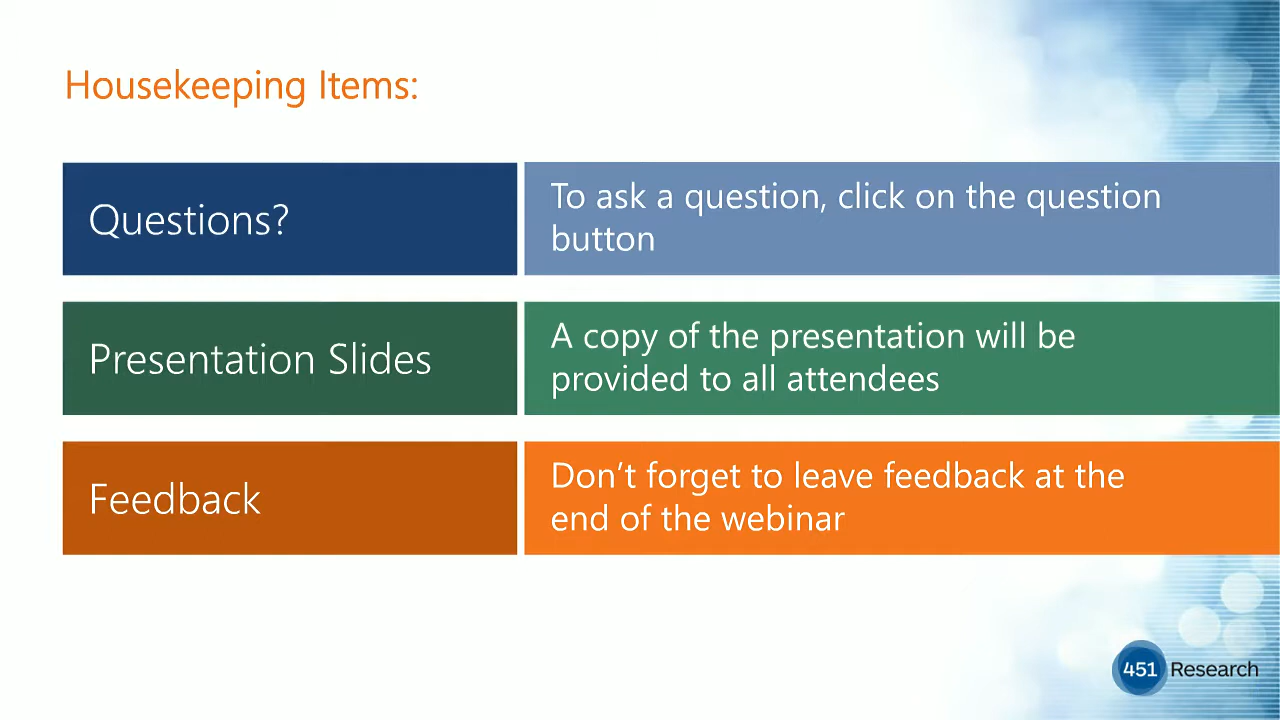 Housekeeping Items:
Questions?
To ask a question, click on the question
button
Presentation Slides
A copy of the presentation will be
provided to all attendees
Feedback
Don’t forget to leave feedback at the
end of the webinar
451 Research